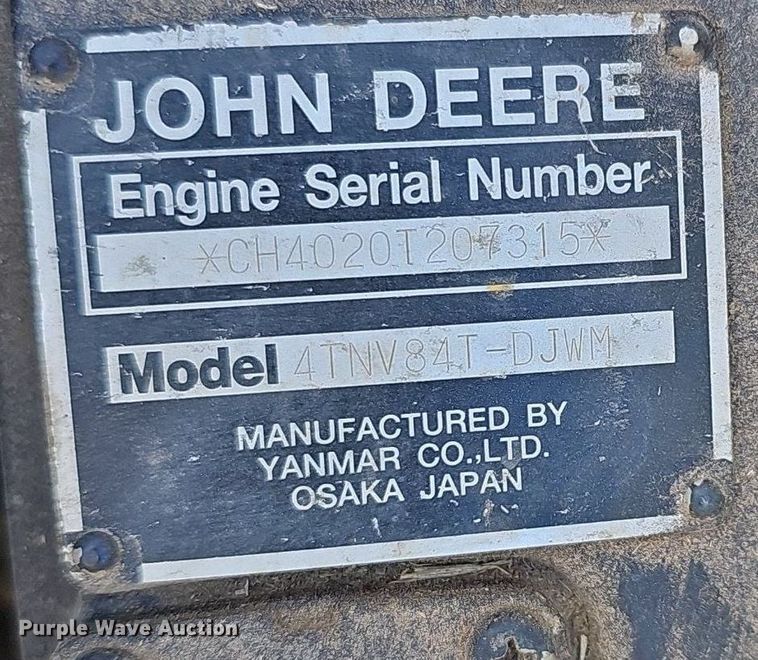 JOHN DEERE
Engine Serial Number
*CH4020T207315*
Model 4TNV84T-DJWM
MANUFACTURED BY
YANMAR CO.,LTD.
OSAKA JAPAN
Purple Wave Auction